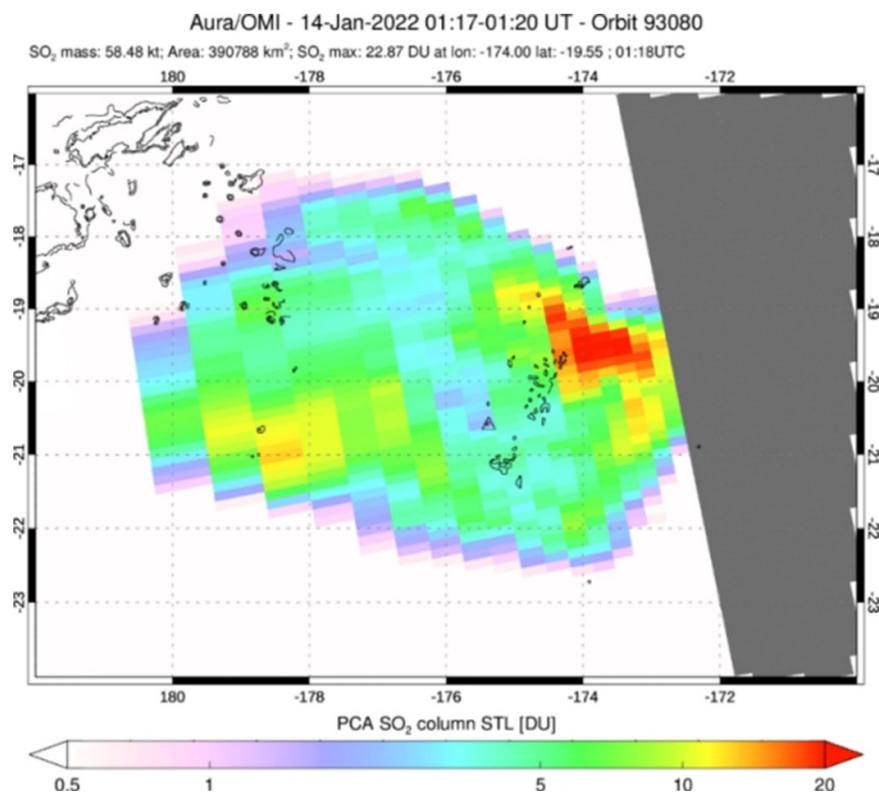 Aura/OMI - 14-Jan-2022 01:17-01:20 UT - Orbit 93080
SO₂ mass: 58.48 kt; Area: 390788 km²; SO₂ max: 22.87 DU at lon: -174.00 lat: -19.55 ; 01:18UTC
180 -178 -176 -174 -172
-17 -17
-18 -18
-19 -19
-20 -20
-21 -21
-22 -22
-23 -23
180 -178 -176 -174 -172
PCA SO₂ column STL [DU]
0.5 1 5 10 20